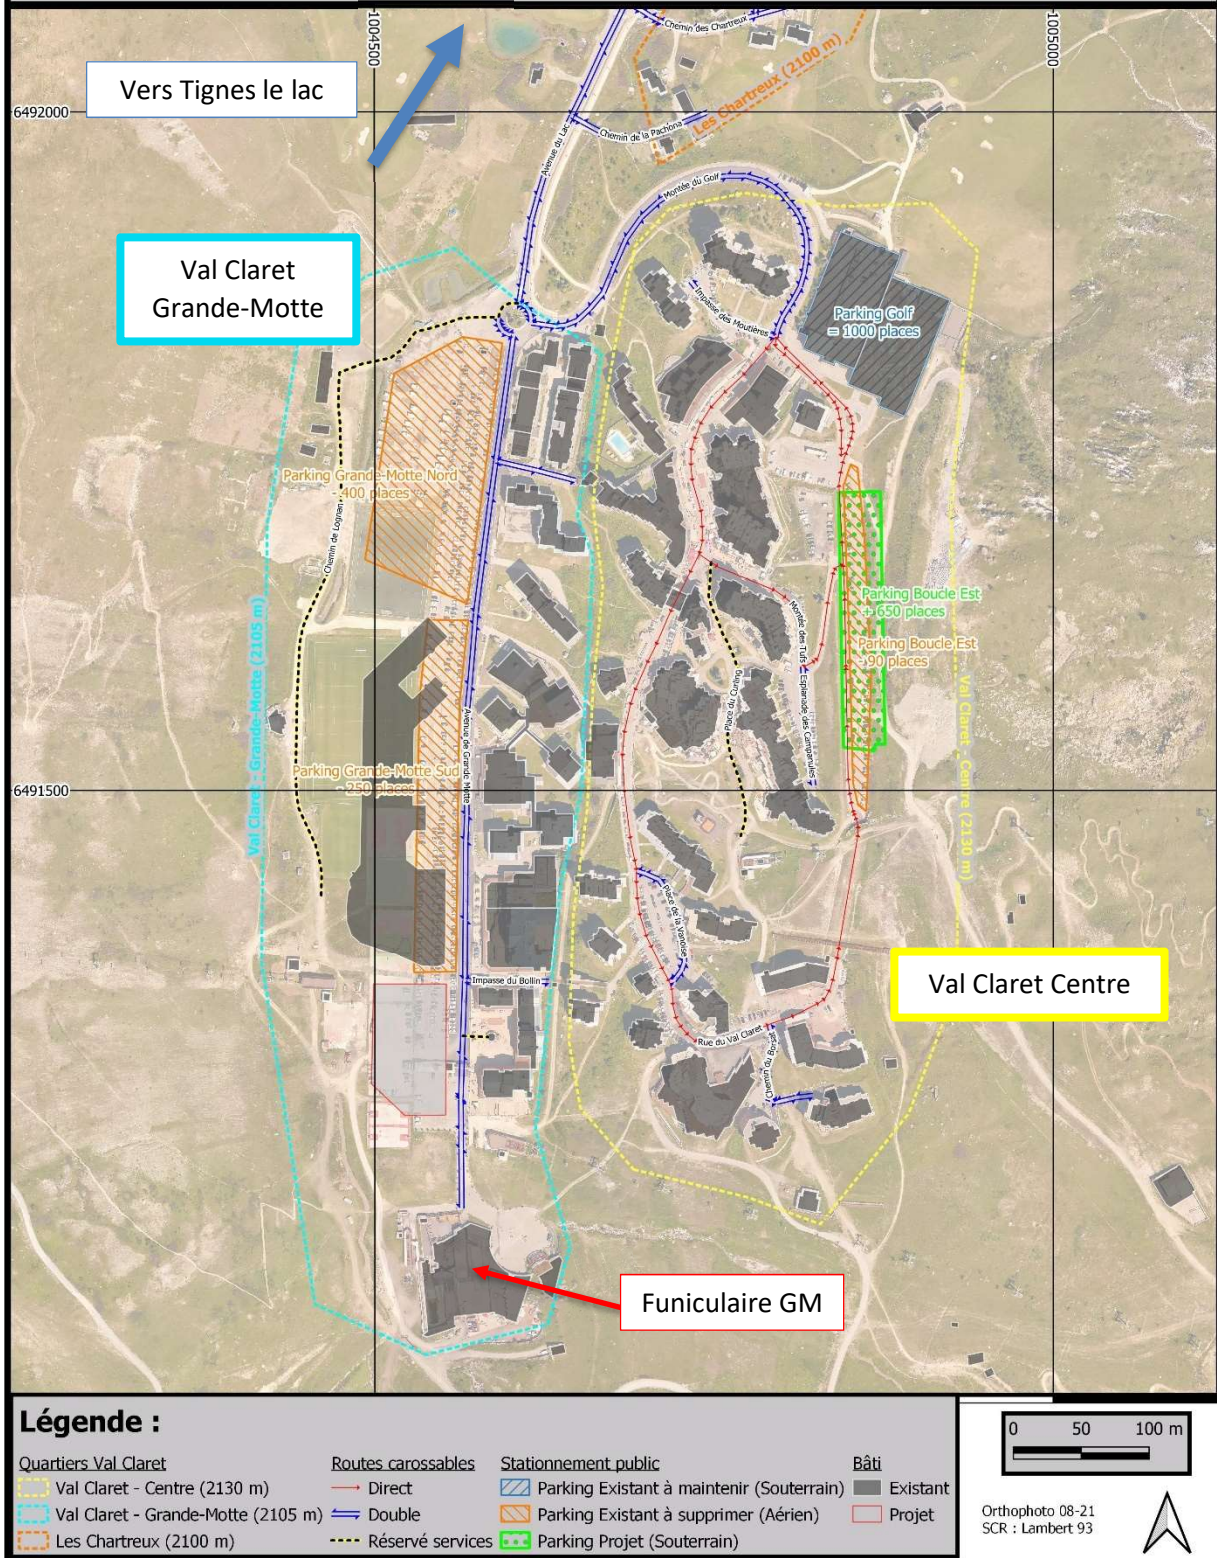 1004500
1005000
Chemin des Chartreux
Vers Tignes le lac
Les Chartreux (2100 m)
6492000
Avenue du Lac
Chemin de la Pachona
Montée du Golf
Val Claret
Grande-Motte
Impasse des Moutières
Parking Golf
= 1000 places
Parking Grande-Motte Nord
- 400 places
Chemin de Lognan
Parking Boucle Est
+ 650 places
Parking Boucle Est
- 90 places
Montée des Tufs
Esplanade des Campanules
Place du Curling
Val Claret - Grande-Motte (2105 m)
Val Claret - Centre (2130 m)
Avenue de Grande Motte
Parking Grande-Motte Sud
- 250 places
6491500
Place de la Vanoise
Impasse du Bollin
Val Claret Centre
Rue du Val Claret
Chemin du Borsat
Funiculaire GM
Légende :
Quartiers Val Claret
Val Claret - Centre (2130 m)
Val Claret - Grande-Motte (2105 m)
Les Chartreux (2100 m)
Routes carossables
Direct
Double
Réservé services
Stationnement public
Parking Existant à maintenir (Souterrain)
Parking Existant à supprimer (Aérien)
Parking Projet (Souterrain)
Bâti
Existant
Projet
0 50 100 m
Orthophoto 08-21
SCR : Lambert 93